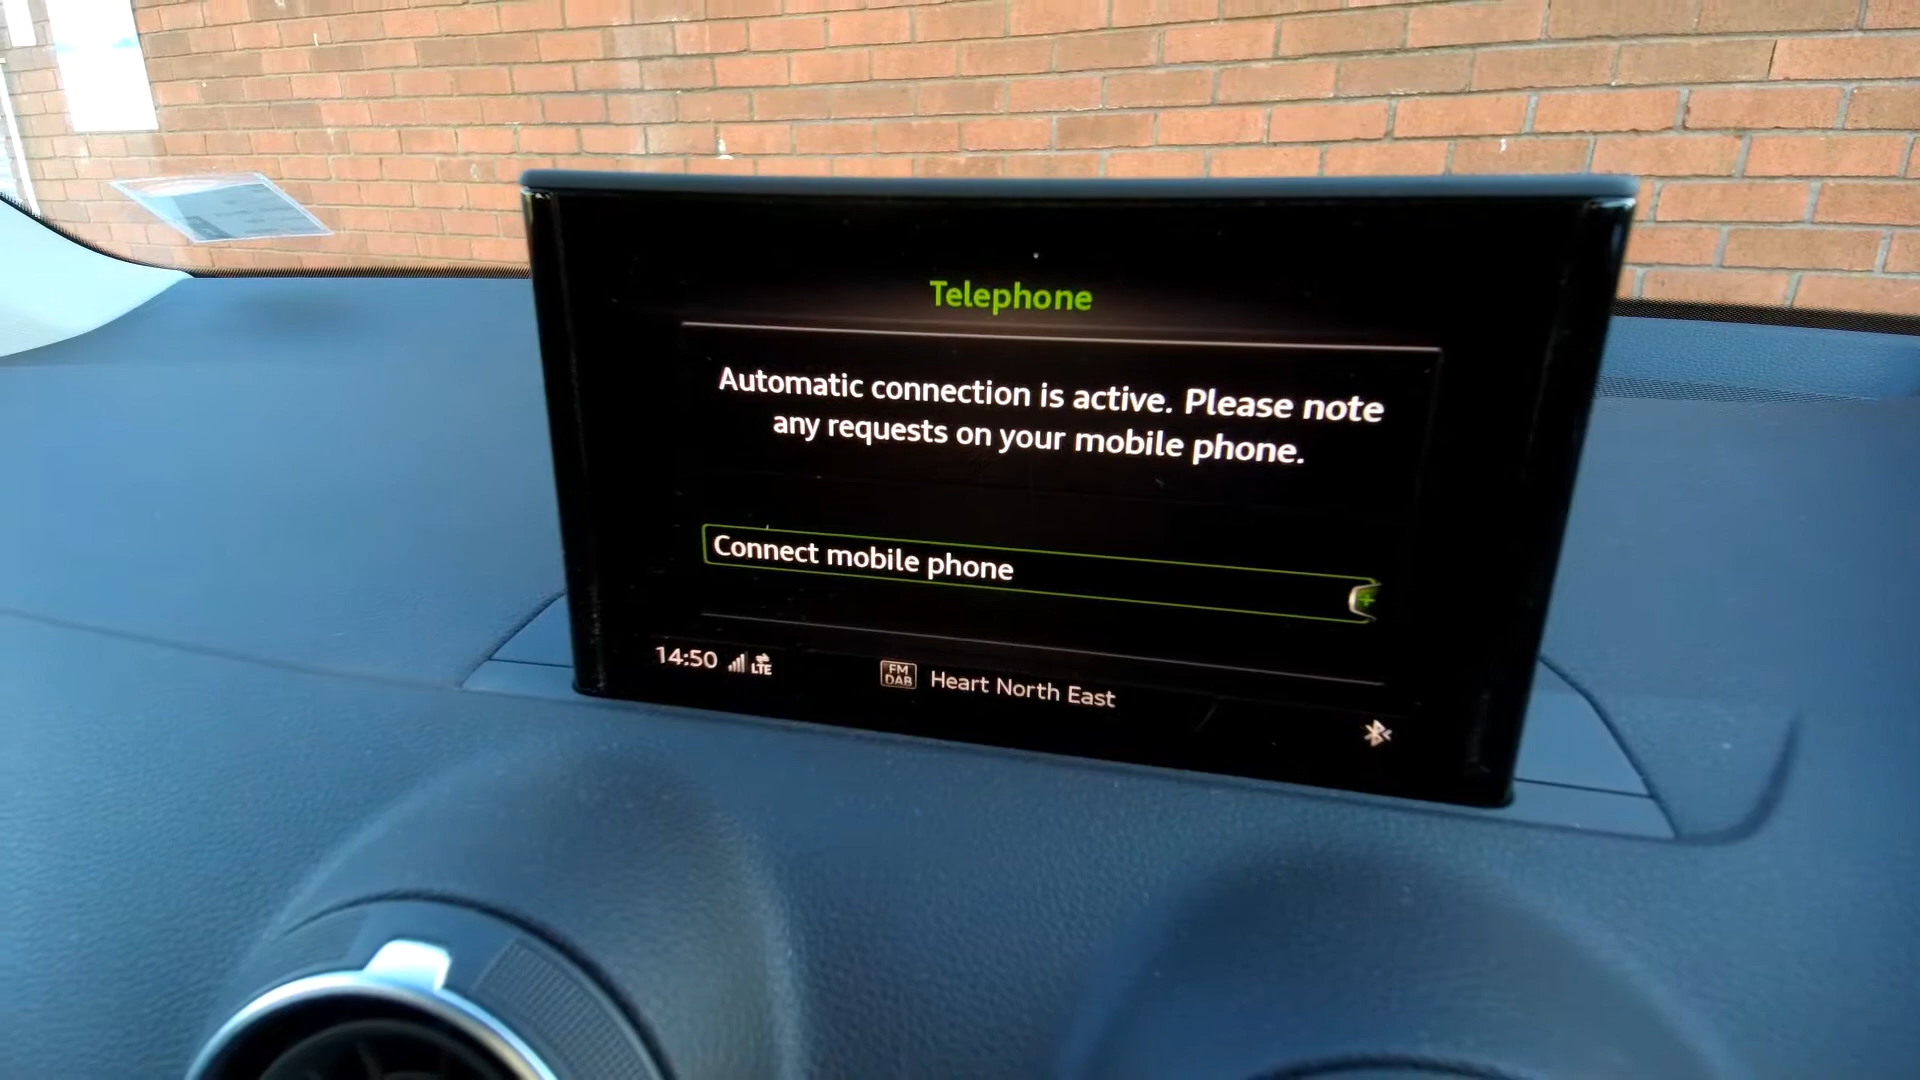 Telephone
Automatic connection is active. Please note
any requests on your mobile phone.
Connect mobile phone
14:50 LTE FM DAB Heart North East